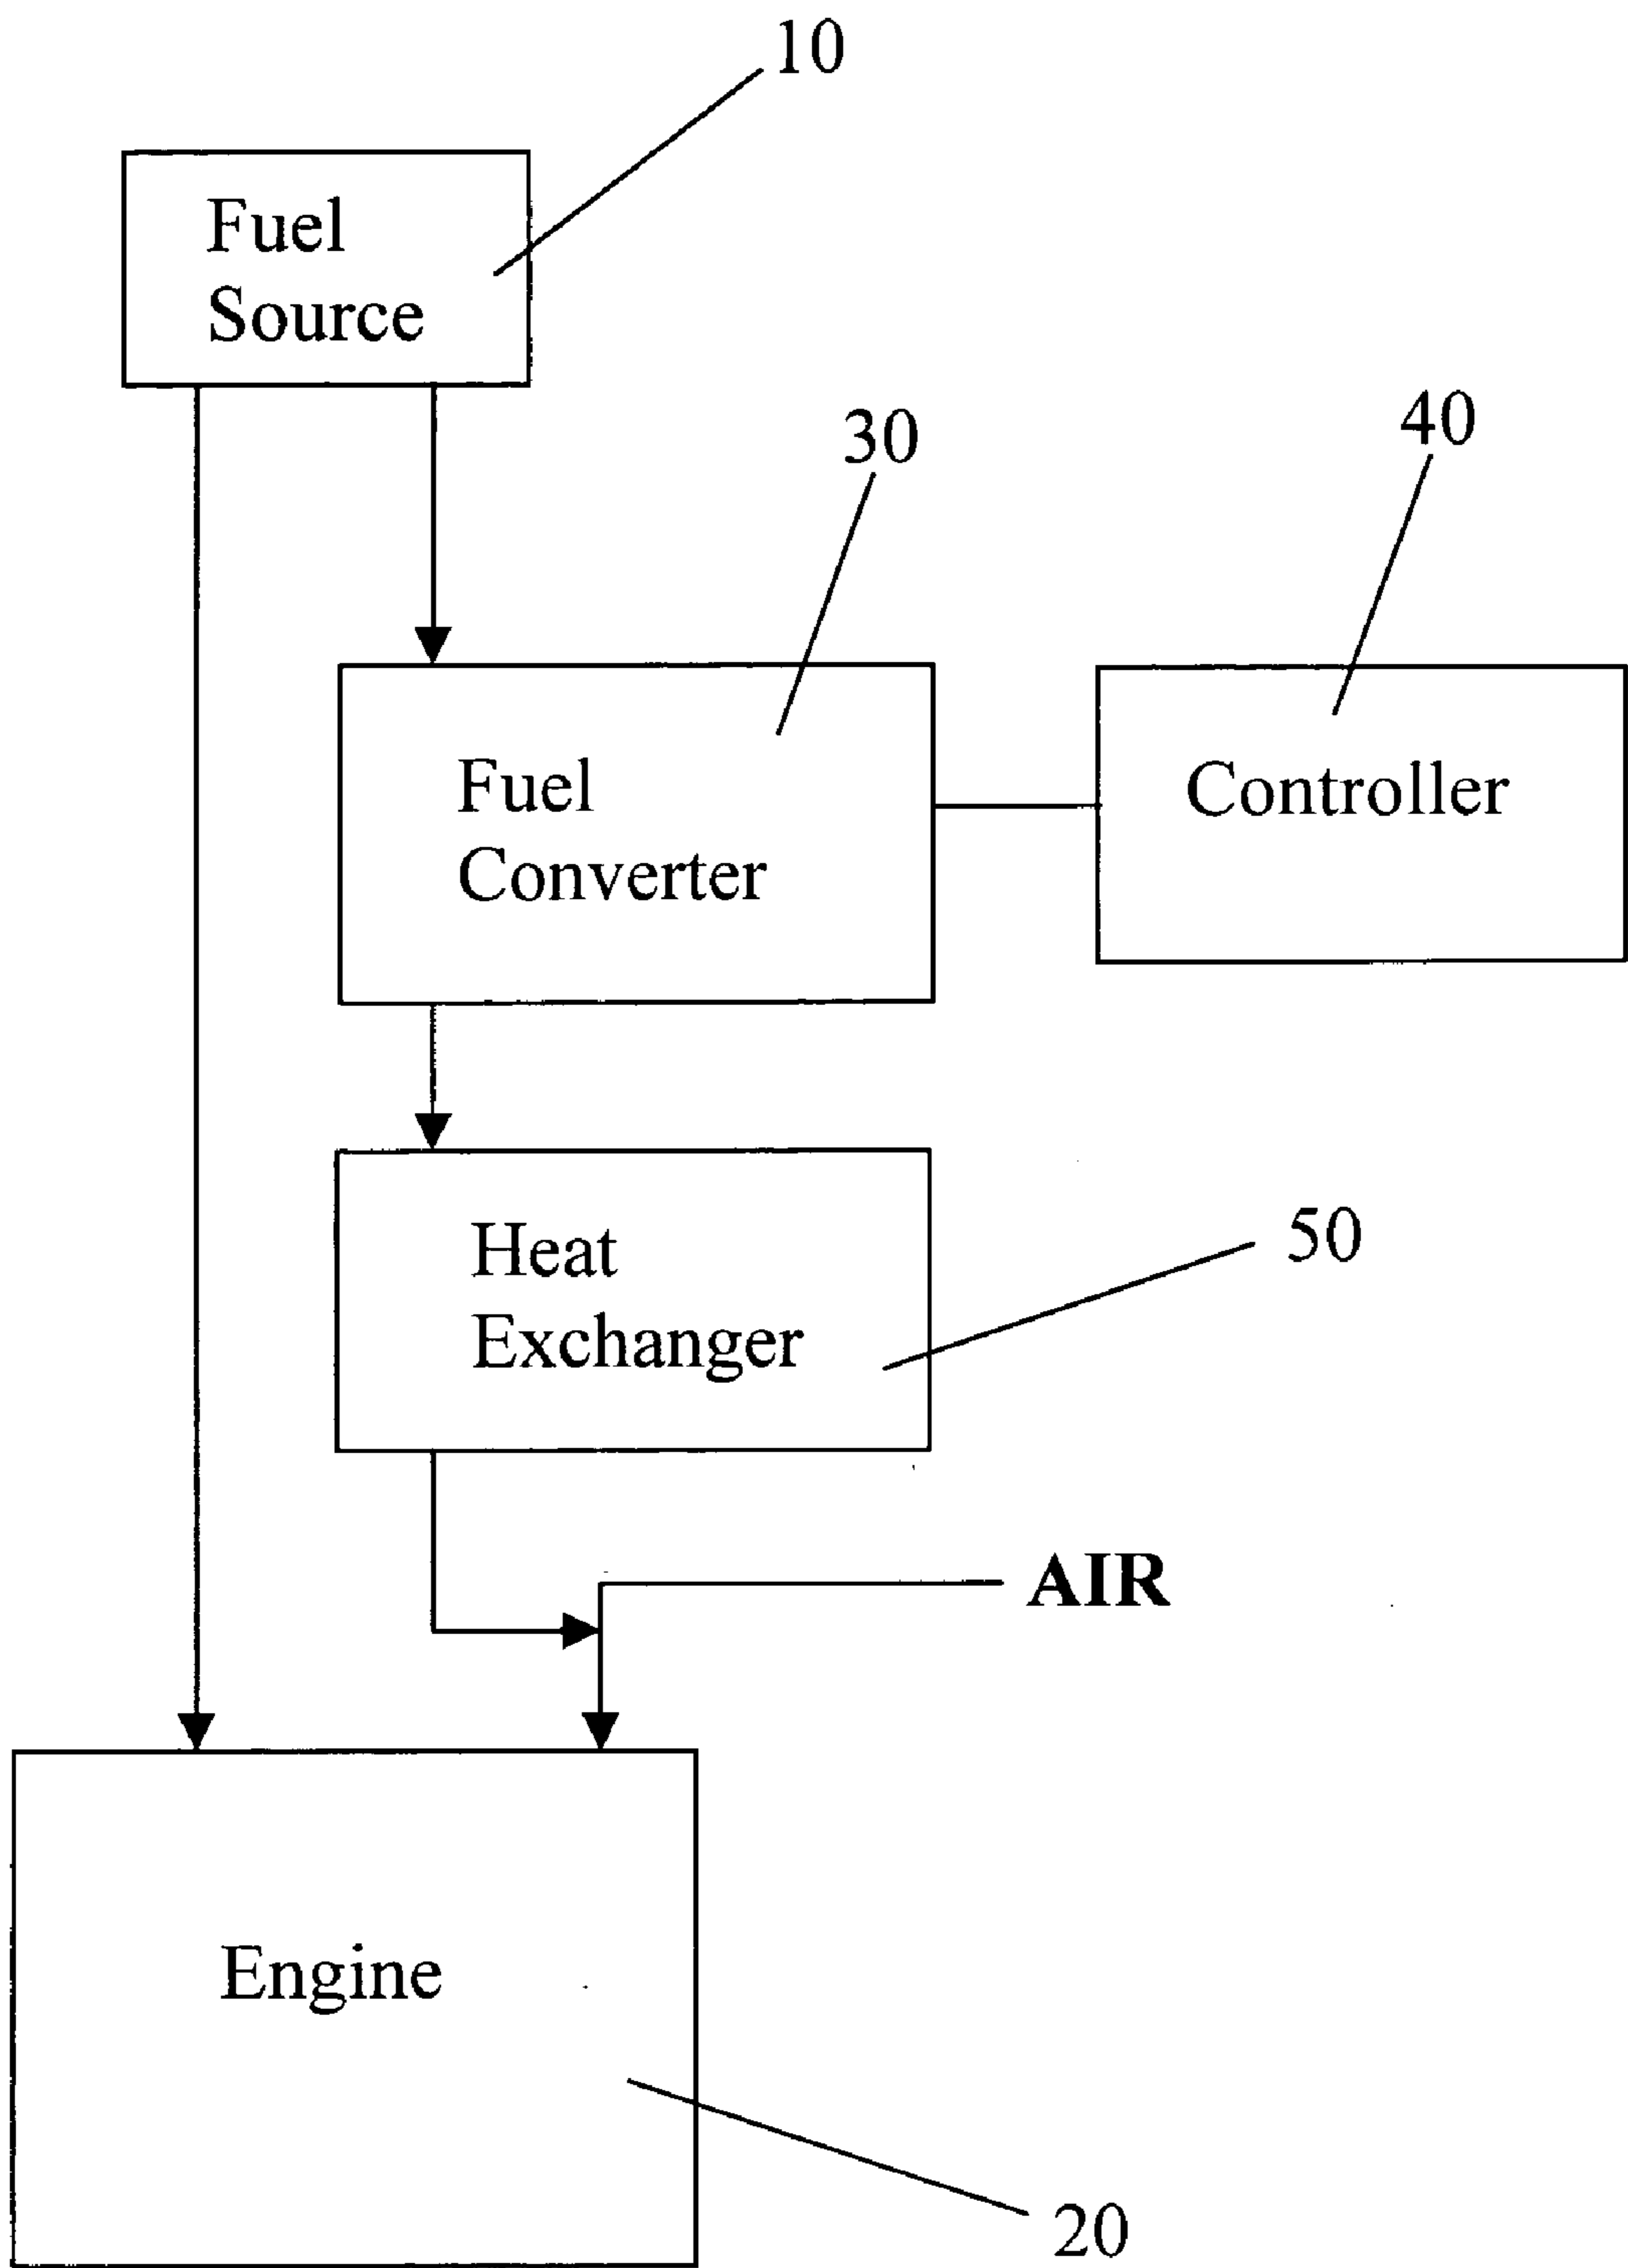 10
Fuel
Source
30
40
Fuel
Converter
Controller
Heat
Exchanger
50
AIR
Engine
20